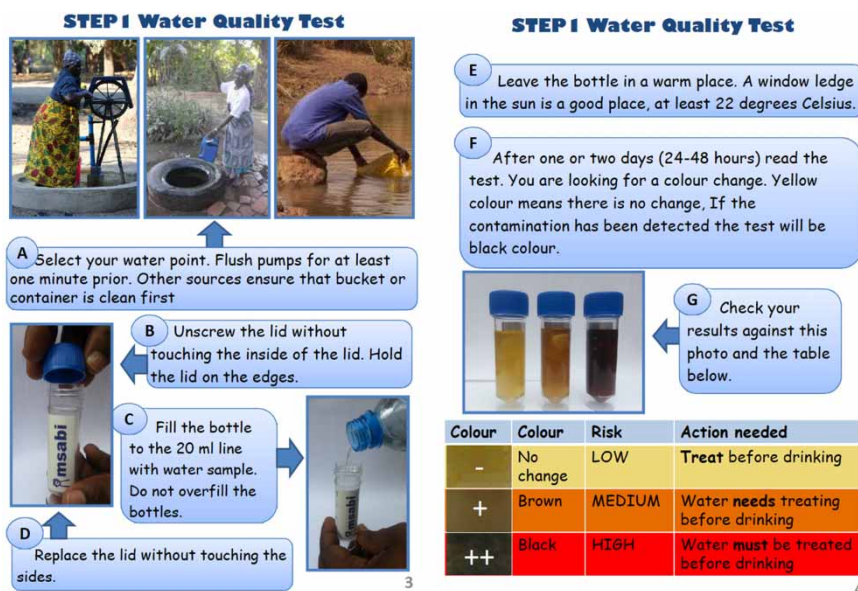 STEP1 Water Quality Test
A
Select your water point. Flush pumps for at least
one minute prior. Other sources ensure that bucket or
container is clean first
B
Unscrew the lid without
touching the inside of the lid. Hold
the lid on the edges.
msabi
C
Fill the bottle
to the 20 ml line
with water sample.
Do not overfill the
bottles.
msabi
D
Replace the lid without touching the
sides.
3
STEP1 Water Quality Test
E
Leave the bottle in a warm place. A window ledge
in the sun is a good place, at least 22 degrees Celsius.
F
After one or two days (24-48 hours) read the
test. You are looking for a colour change. Yellow
colour means there is no change, If the
contamination has been detected the test will be
black colour.
G
Check your
results against this
photo and the table
below.
Colour Colour Risk Action needed
- No change LOW Treat before drinking
+ Brown MEDIUM Water needs treating
before drinking
++ Black HIGH Water must be treated
before drinking